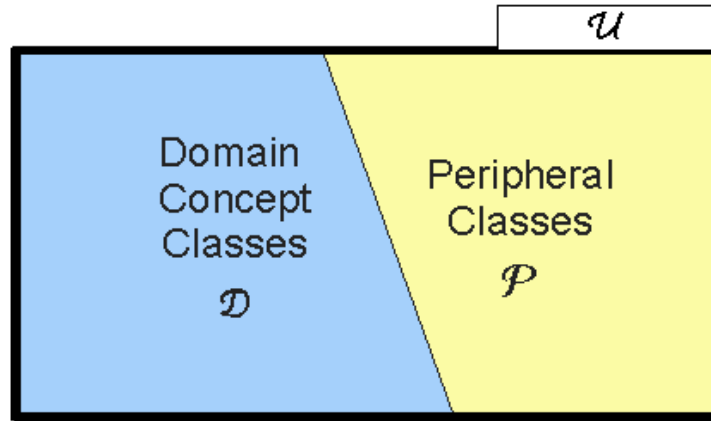 𝒰
Domain
Concept
Classes
𝒟
Peripheral
Classes
𝒫